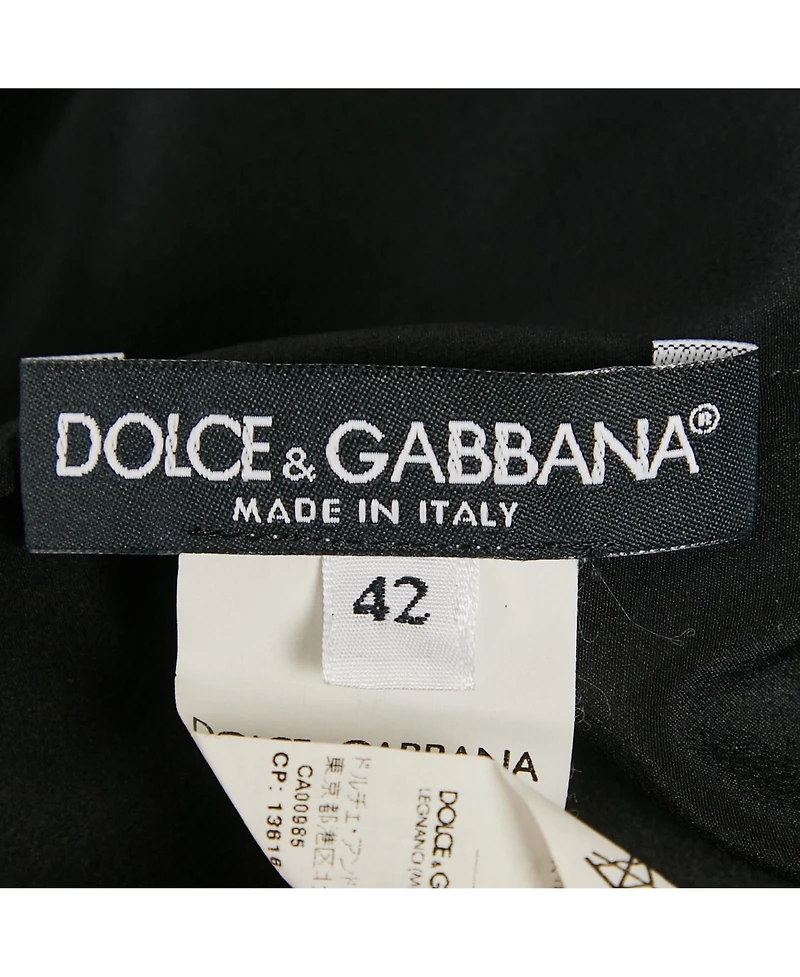 DOLCE & GABBANA®
MADE IN ITALY
42
DOLCE & GABBANA
ドルチェ・アンド
東京都港区
CA00985
CP: 13616
DOLCE & G
LEGNANO (M